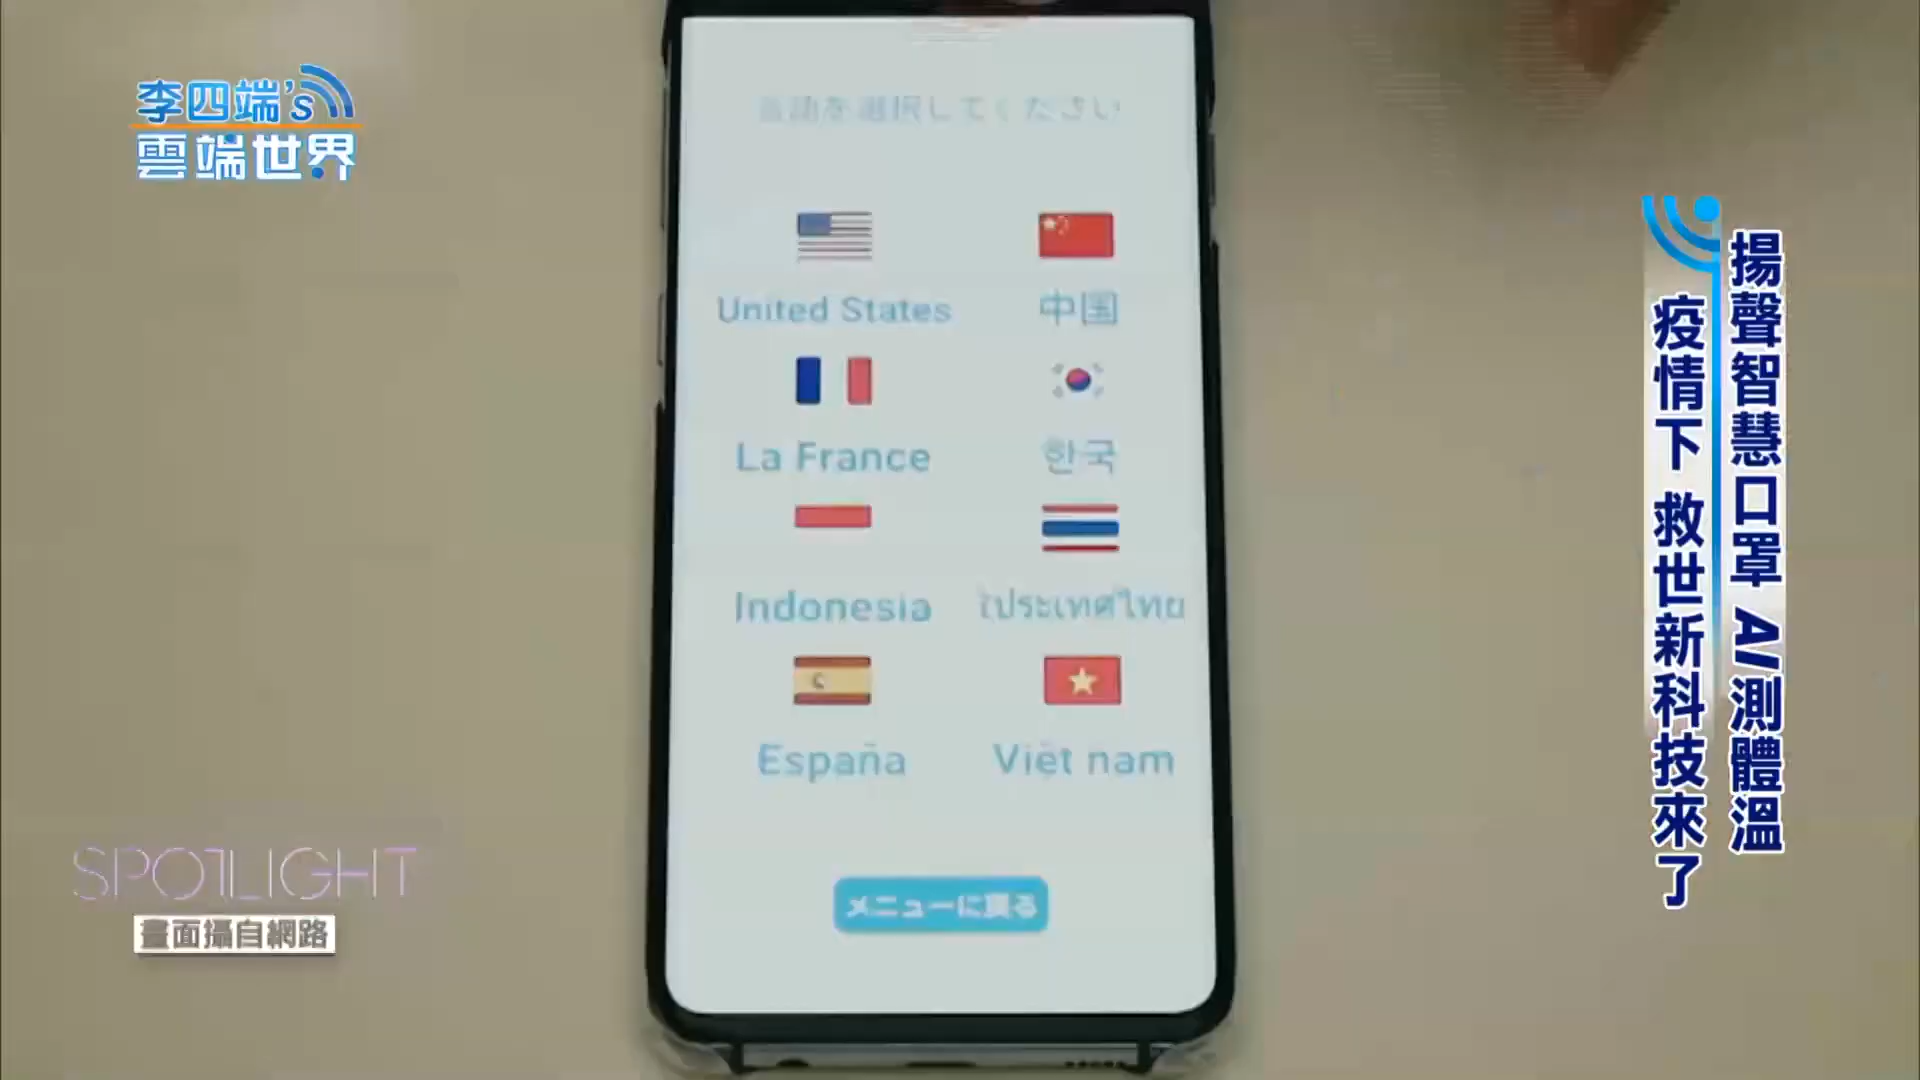 李四端's
雲端世界
言語を選択してください
United States
中国
La France
한국
Indonesia
ประเทศไทย
España
Việt nam
メニューに戻る
揚聲智慧口罩 AI測體溫
疫情下 救世新科技來了
SPOTLIGHT
畫面攝自網路